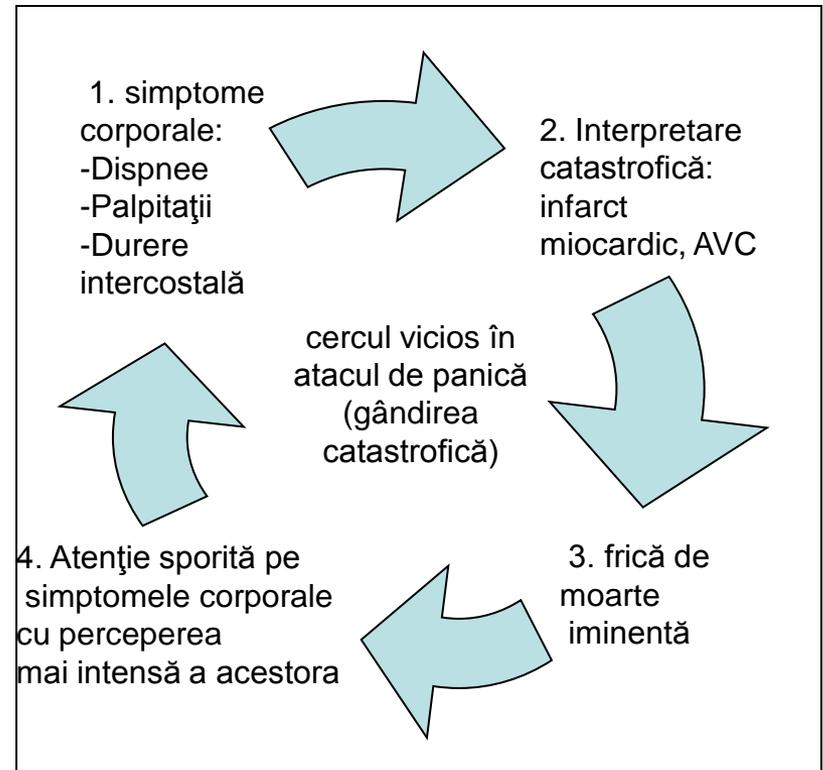 1. simptome
corporale:
-Dispnee
-Palpitaţii
-Durere
intercostală
2. Interpretare
catastrofică:
infarct
miocardic, AVC
cercul vicios în
atacul de panică
(gândirea
catastrofică)
3. frică de
moarte
iminentă
4. Atenţie sporită pe
simptomele corporale
cu perceperea
mai intensă a acestora